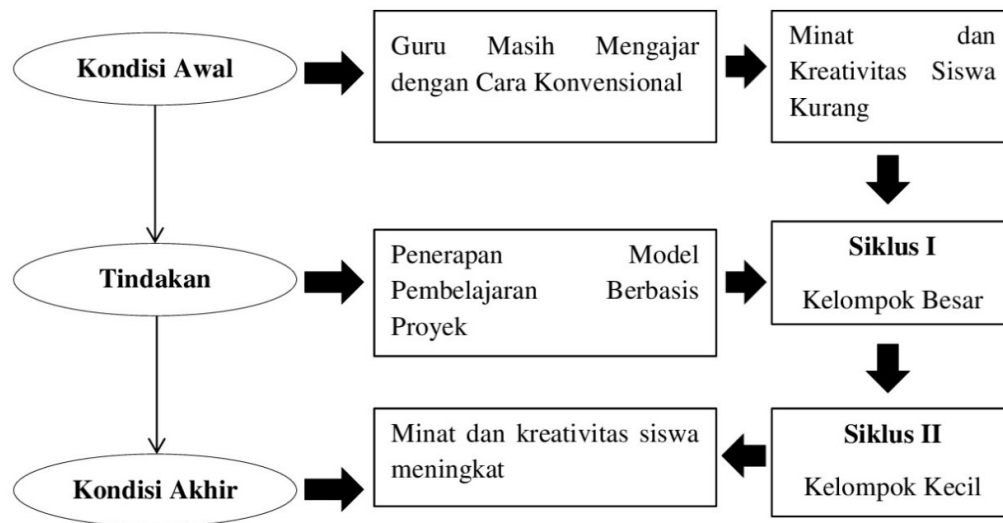 Kondisi Awal
Guru Masih Mengajar
dengan Cara Konvensional
Minat dan
Kreativitas Siswa
Kurang
Tindakan
Penerapan Model
Pembelajaran Berbasis
Proyek
Siklus I
Kelompok Besar
Kondisi Akhir
Minat dan kreativitas siswa
meningkat
Siklus II
Kelompok Kecil